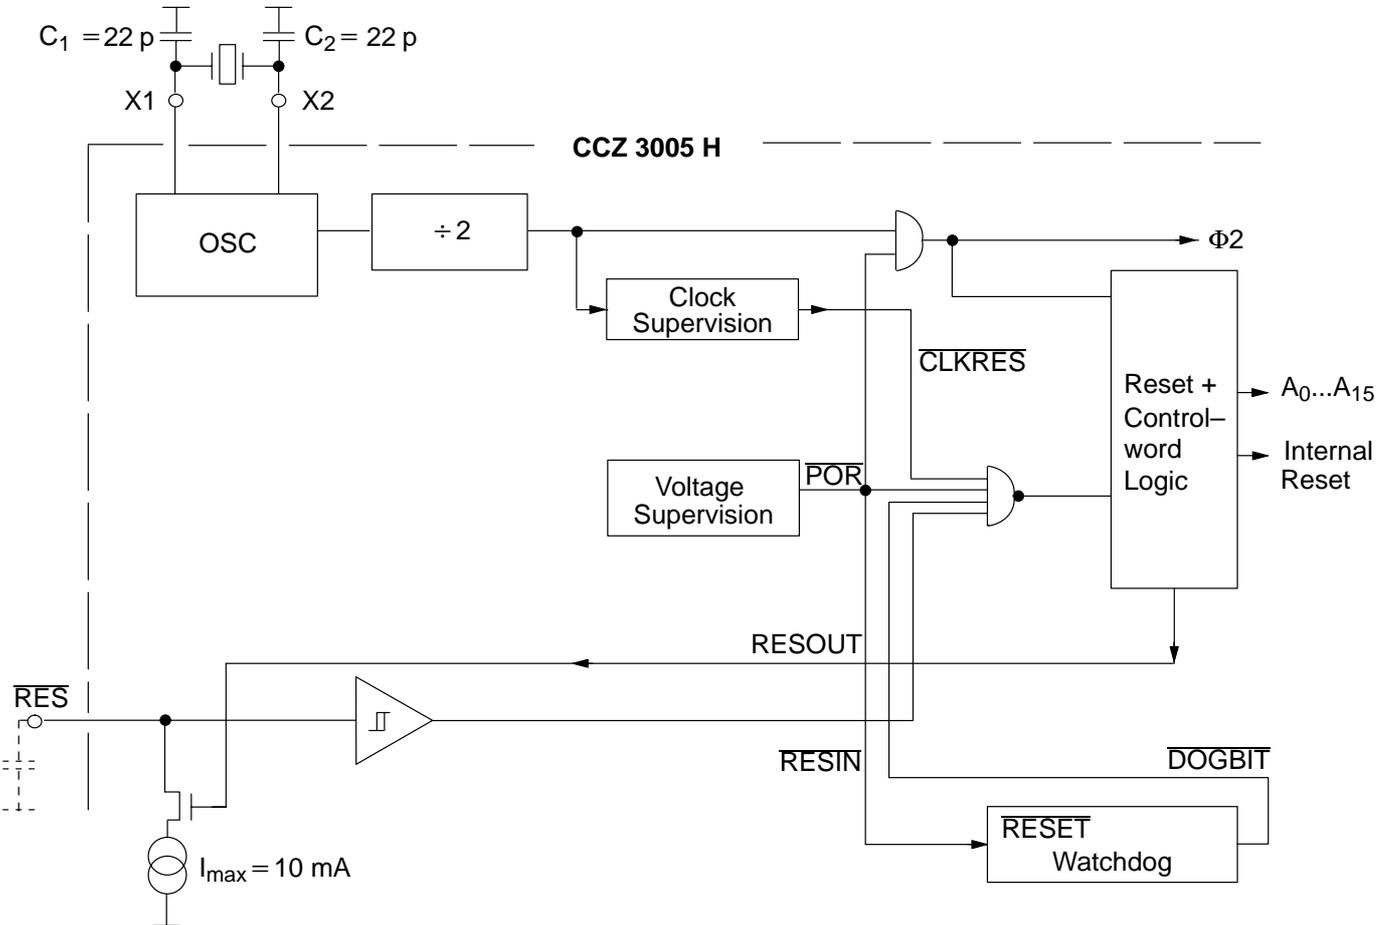 C1 = 22 p
C2 = 22 p
X1
X2
CCZ 3005 H
OSC
÷ 2
Φ2
Clock
Supervision
CLKRES
Reset +
Control–
word
Logic
A0...A15
Internal
Reset
POR
Voltage
Supervision
RESOUT
RES
RESIN
DOGBIT
RESET
Watchdog
Imax = 10 mA